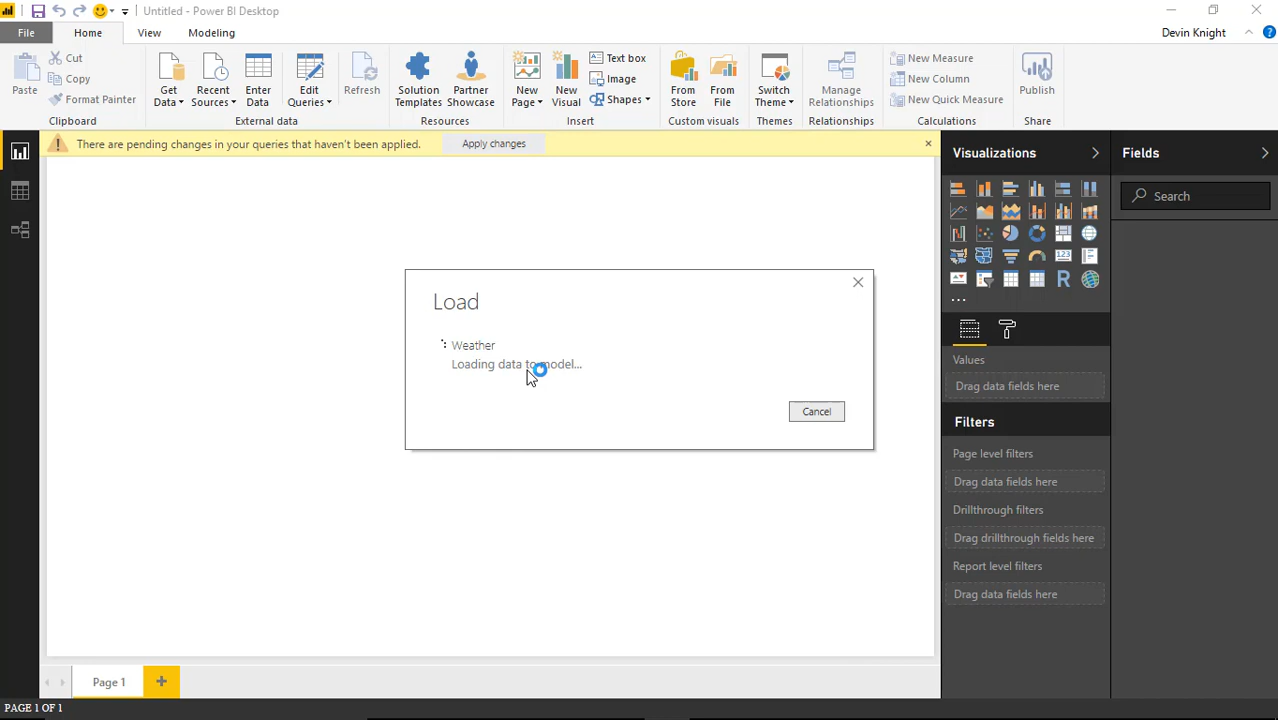 Untitled - Power BI Desktop
File
Home
View
Modeling
Devin Knight
Paste
Cut
Copy
Format Painter
Clipboard
Get
Data
Recent
Sources
Enter
Data
Edit
Queries
Refresh
External data
Solution
Templates
Partner
Showcase
Resources
New
Page
New
Visual
Text box
Image
Shapes
Insert
From
Store
From
File
Custom visuals
Switch
Theme
Themes
Manage
Relationships
Relationships
New Measure
New Column
New Quick Measure
Calculations
Publish
Share
There are pending changes in your queries that haven't been applied.
Apply changes
Load
Weather
Loading data to model...
Cancel
Visualizations
R
123
Values
Drag data fields here
Filters
Page level filters
Drag data fields here
Drillthrough filters
Drag drillthrough fields here
Report level filters
Drag data fields here
Fields
Search
Page 1
PAGE 1 OF 1